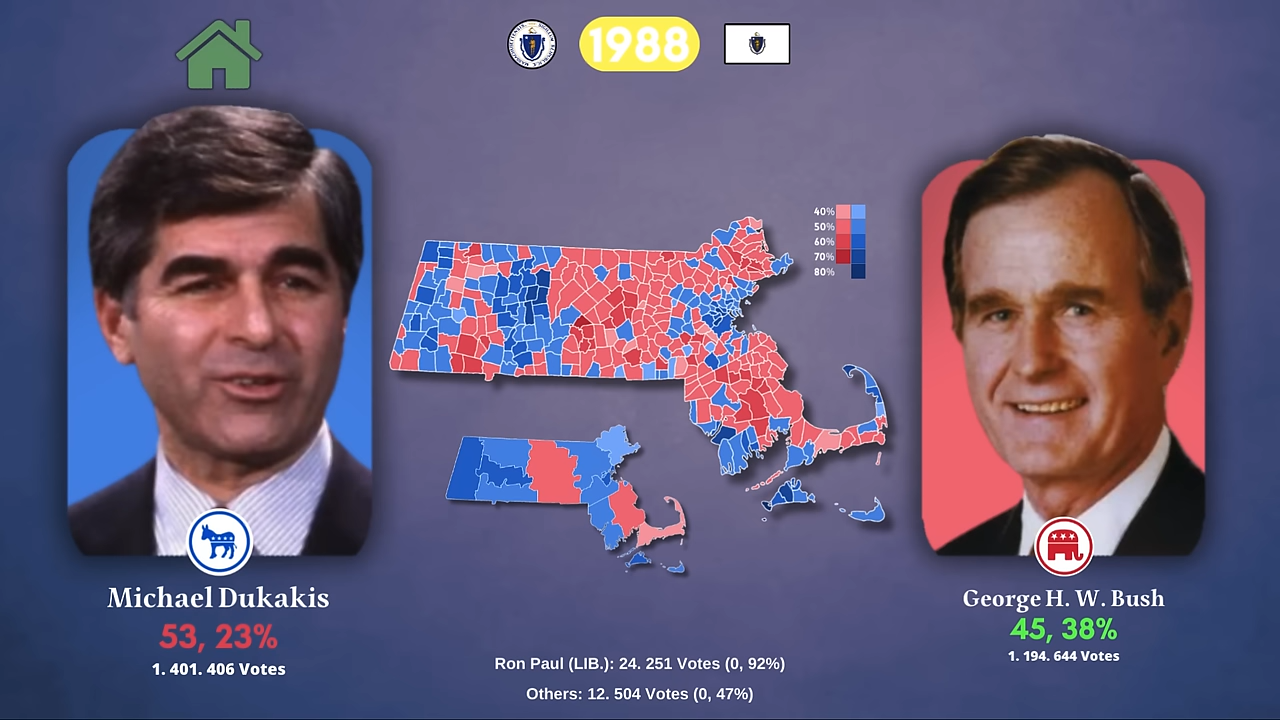 1988
40%
50%
60%
70%
80%
Michael Dukakis
53, 23%
1. 401. 406 Votes
George H. W. Bush
45, 38%
1. 194. 644 Votes
Ron Paul (LIB.): 24. 251 Votes (0, 92%)
Others: 12. 504 Votes (0, 47%)